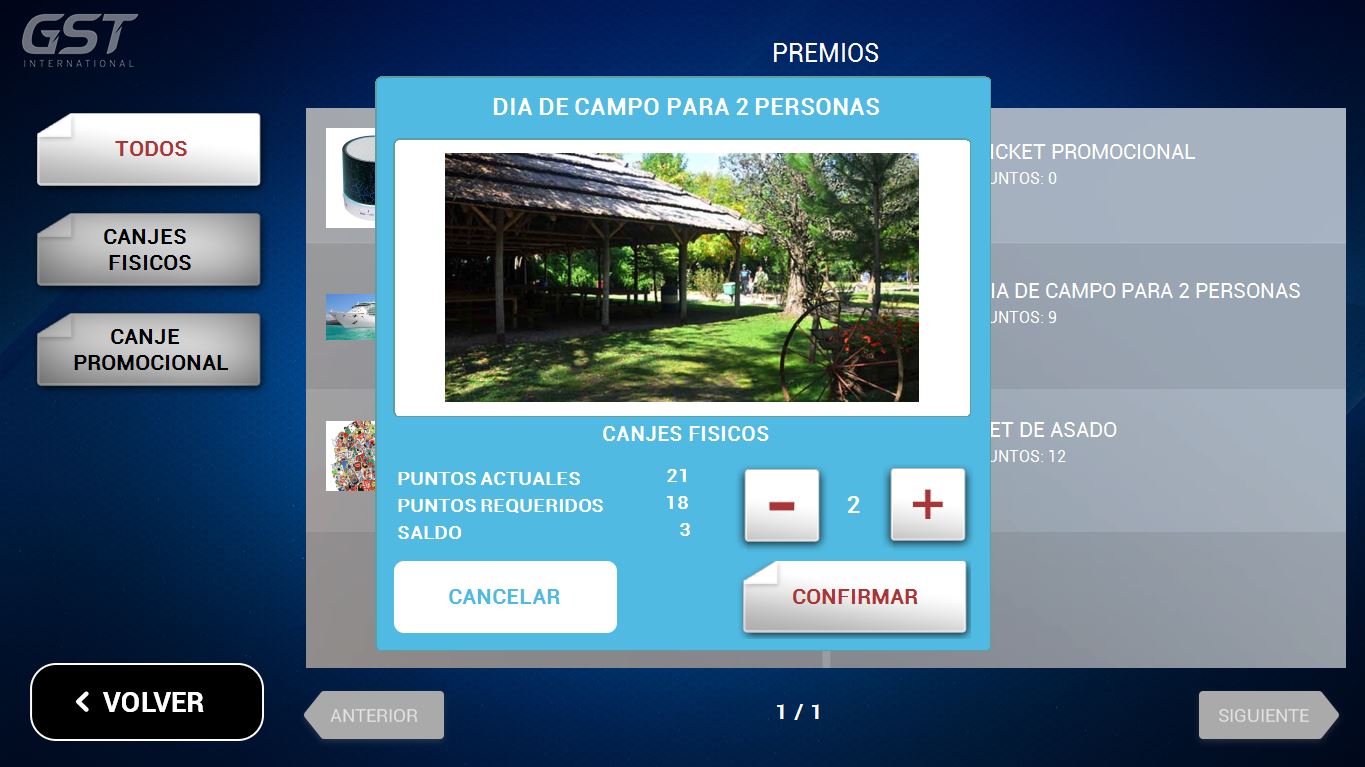 GST
INTERNATIONAL
PREMIOS
TODOS
CANJES
FISICOS
CANJE
PROMOCIONAL
VOLVER
DIA DE CAMPO PARA 2 PERSONAS
CANJES FISICOS
PUNTOS ACTUALES 21
PUNTOS REQUERIDOS 18
SALDO 3
- 2 +
CANCELAR
CONFIRMAR
ICKET PROMOCIONAL
UNTOS: 0
IA DE CAMPO PARA 2 PERSONAS
UNTOS: 9
ET DE ASADO
UNTOS: 12
ANTERIOR
1 / 1
SIGUIENTE